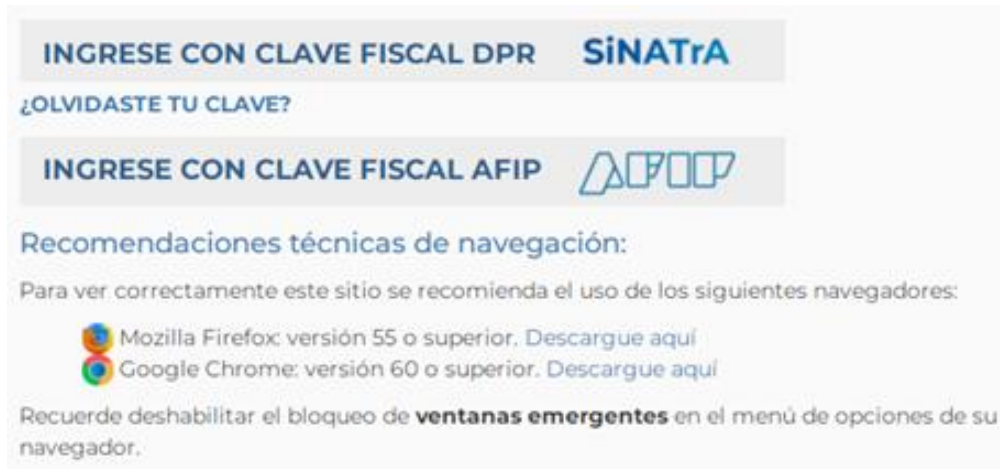 INGRESE CON CLAVE FISCAL DPR SiNATrA
¿OLVIDASTE TU CLAVE?
INGRESE CON CLAVE FISCAL AFIP AFIP
Recomendaciones técnicas de navegación:
Para ver correctamente este sitio se recomienda el uso de los siguientes navegadores:
Mozilla Firefox: versión 55 o superior. Descargue aquí
Google Chrome: versión 60 o superior. Descargue aquí
Recuerde deshabilitar el bloqueo de ventanas emergentes en el menú de opciones de su
navegador.